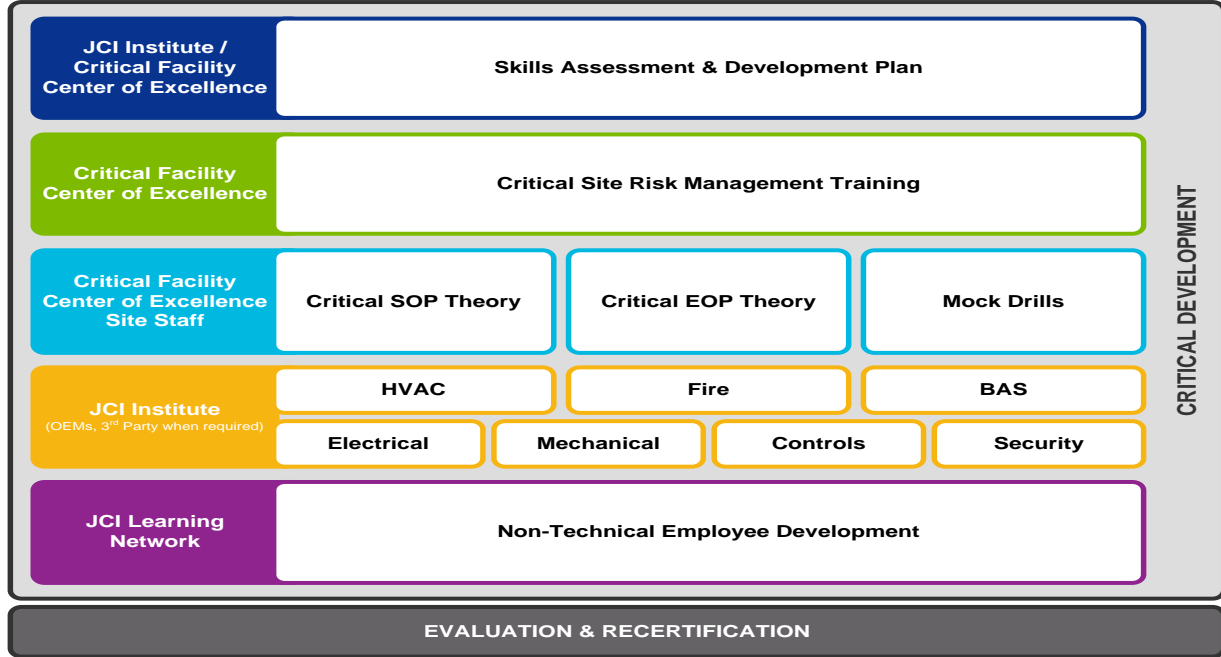 JCI Institute /
Critical Facility
Center of Excellence
Skills Assessment & Development Plan
Critical Facility
Center of Excellence
Critical Site Risk Management Training
Critical Facility
Center of Excellence
Site Staff
Critical SOP Theory
Critical EOP Theory
Mock Drills
JCI Institute
(OEMs, 3rd Party when required)
HVAC
Fire
BAS
Electrical
Mechanical
Controls
Security
JCI Learning
Network
Non-Technical Employee Development
CRITICAL DEVELOPMENT
EVALUATION & RECERTIFICATION